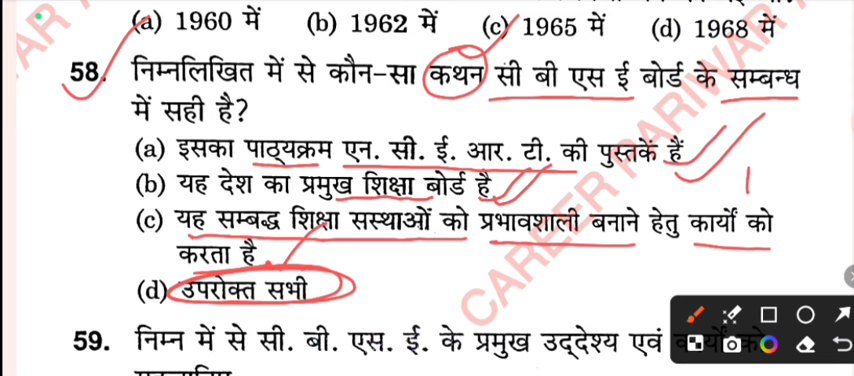 (a) 1960 में (b) 1962 में (c) 1965 में (d) 1968 में
58. निम्नलिखित में से कौन-सा कथन सी बी एस ई बोर्ड के सम्बन्ध
में सही है?
(a) इसका पाठ्यक्रम एन. सी. ई. आर. टी. की पुस्तकें हैं
(b) यह देश का प्रमुख शिक्षा बोर्ड है
(c) यह सम्बद्ध शिक्षा सस्थाओं को प्रभावशाली बनाने हेतु कार्यों को
करता है
(d) उपरोक्त सभी
59. निम्न में से सी. बी. एस. ई. के प्रमुख उद्देश्य एवं
CAREER PARIWAR